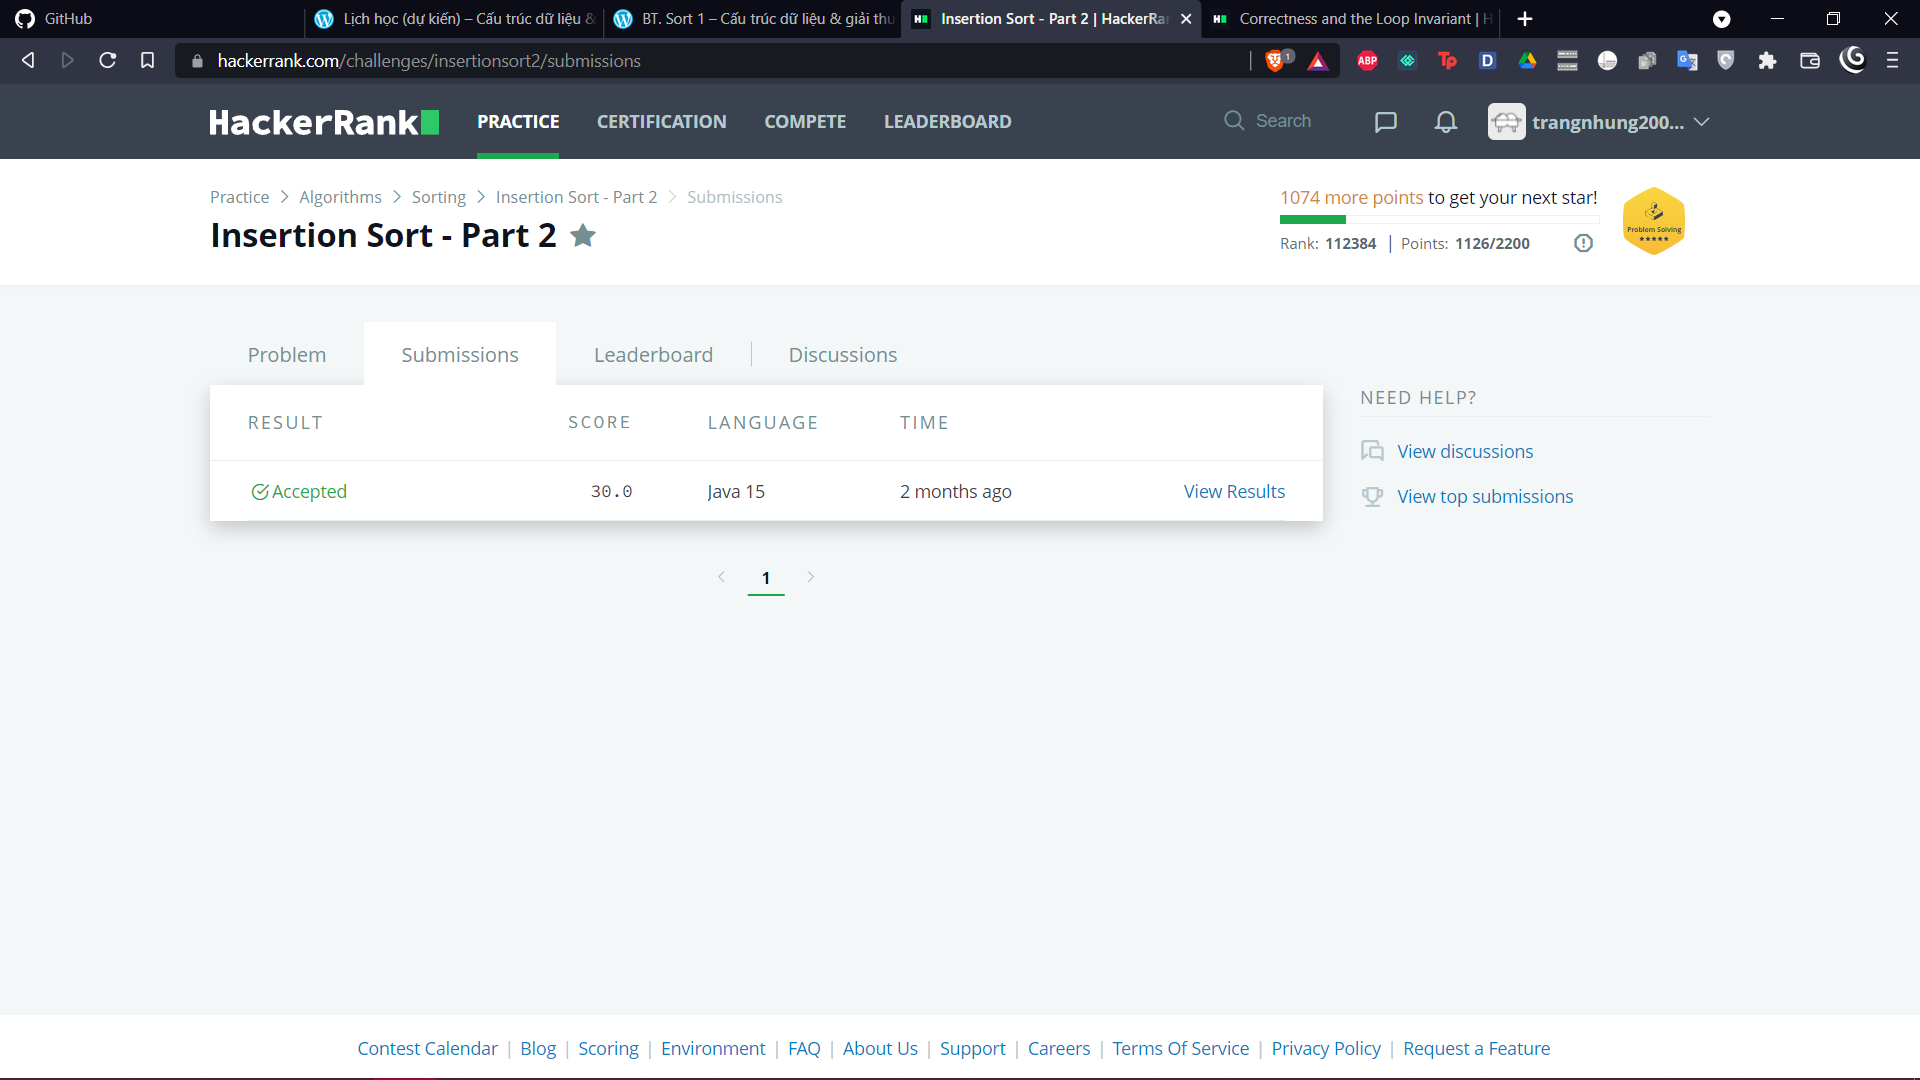 GitHub
Lịch học (dự kiến) – Cấu trúc dữ liệu &
BT. Sort 1 – Cấu trúc dữ liệu & giải thu
Insertion Sort - Part 2 | HackerRa
Correctness and the Loop Invariant | H
hackerrank.com/challenges/insertionsort2/submissions
1
ABP
Tp
D
HackerRank
PRACTICE
CERTIFICATION
COMPETE
LEADERBOARD
Search
trangnhung200...
Practice > Algorithms > Sorting > Insertion Sort - Part 2 > Submissions
Insertion Sort - Part 2
1074 more points to get your next star!
Rank: 112384 | Points: 1126/2200
Problem Solving
Problem
Submissions
Leaderboard
Discussions
RESULT SCORE LANGUAGE TIME
Accepted 30.0 Java 15 2 months ago View Results
1
NEED HELP?
View discussions
View top submissions
Contest Calendar | Blog | Scoring | Environment | FAQ | About Us | Support | Careers | Terms Of Service | Privacy Policy | Request a Feature